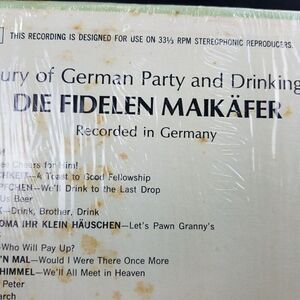 THIS RECORDING IS DESIGNED FOR USE ON 33⅓ RPM STEREOPHONIC REPRODUCERS.
ury of German Party and Drinking
DIE FIDELEN MAIKÄFER
Recorded in Germany
Cheers for Him!
CHKEIT—A Toast to Good Fellowship
PFCHEN—We'll Drink to the Last Drop
Us Beer
K—Drink, Brother, Drink
OMA IHR KLEIN HÄUSCHEN—Let's Pawn Granny's
—Who Will Pay Up?
'N MAL—Would I Were There Once More
HIMMEL—We'll All Meet in Heaven
Peter
arch